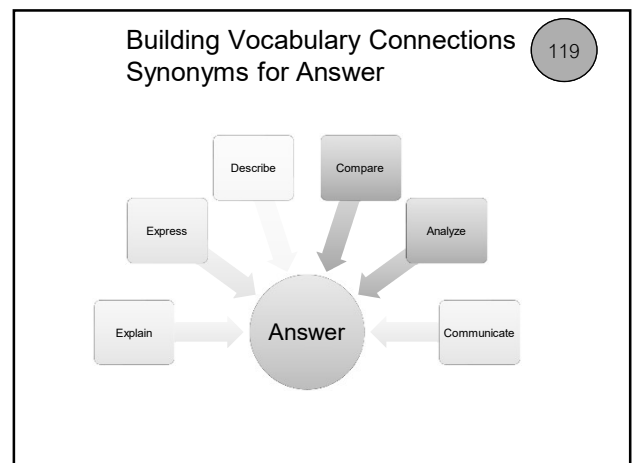 Building Vocabulary Connections
Synonyms for Answer
119
Describe
Compare
Express
Analyze
Explain
Answer
Communicate